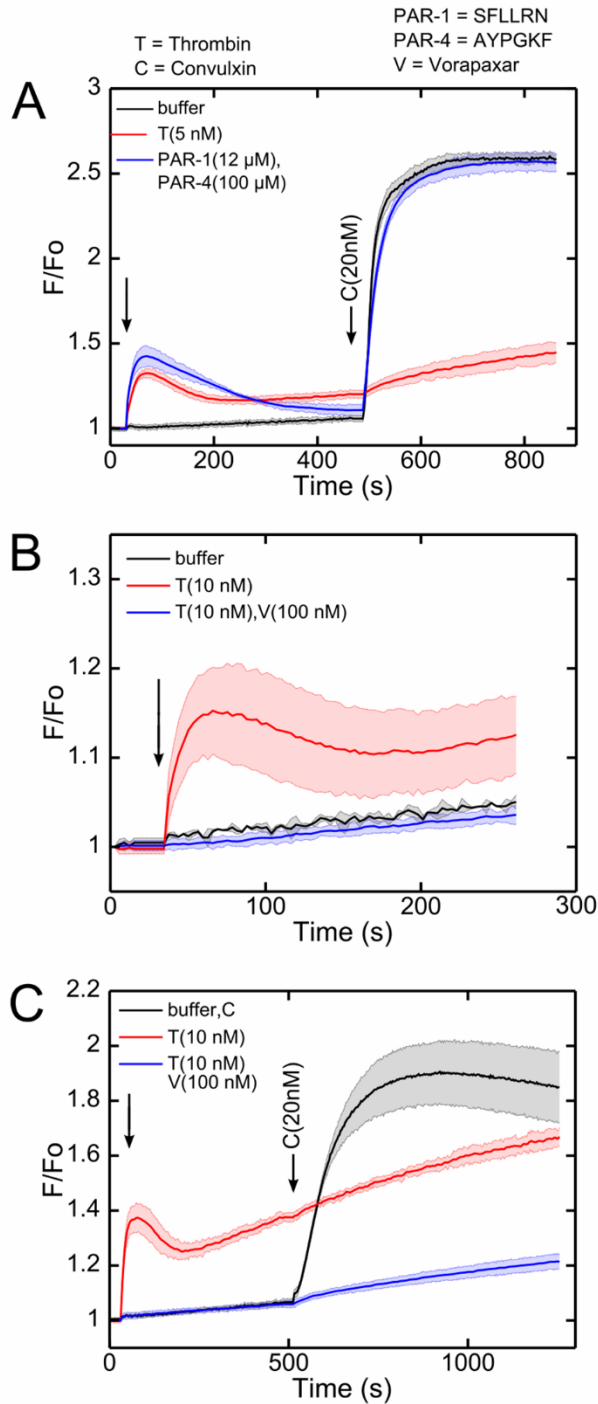 T = Thrombin
C = Convulxin
PAR-1 = SFLLRN
PAR-4 = AYPGKF
V = Vorapaxar
A
3
2.5
2
1.5
1
F/Fo
buffer
T(5 nM)
PAR-1(12 µM),
PAR-4(100 µM)
C(20nM)
0
200
400
600
800
Time (s)
B
1.3
1.2
1.1
1
F/Fo
buffer
T(10 nM)
T(10 nM),V(100 nM)
0
100
200
300
Time (s)
C
2.2
2
1.8
1.6
1.4
1.2
1
F/Fo
buffer,C
T(10 nM)
T(10 nM)
V(100 nM)
C(20nM)
0
500
1000
Time (s)